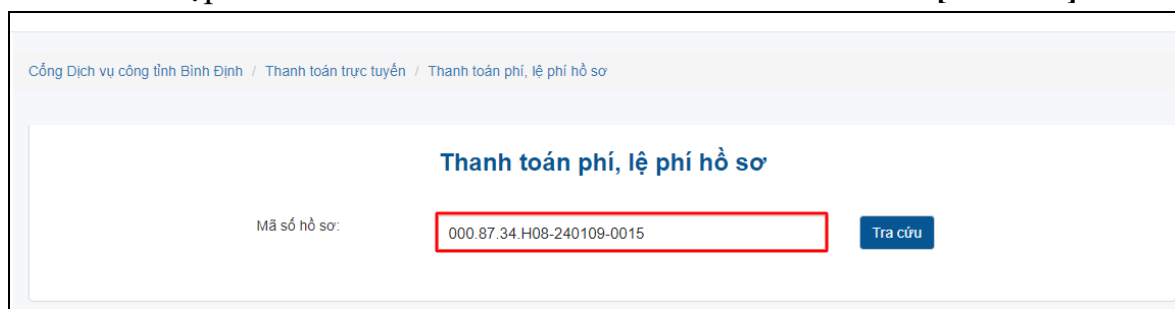 Cổng Dịch vụ công tỉnh Bình Định / Thanh toán trực tuyến / Thanh toán phí, lệ phí hồ sơ
Thanh toán phí, lệ phí hồ sơ
Mã số hồ sơ:
000.87.34.H08-240109-0015
Tra cứu